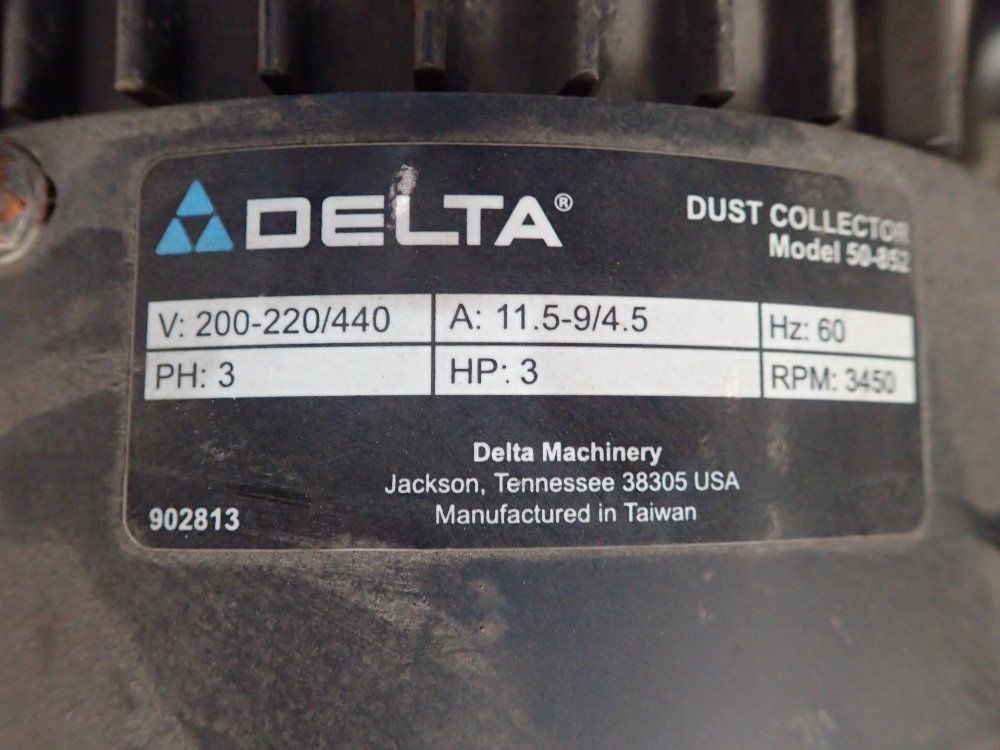 DELTA®
DUST COLLECTOR
Model 50-852
V: 200-220/440
A: 11.5-9/4.5
Hz: 60
PH: 3
HP: 3
RPM: 3450
Delta Machinery
Jackson, Tennessee 38305 USA
Manufactured in Taiwan
902813